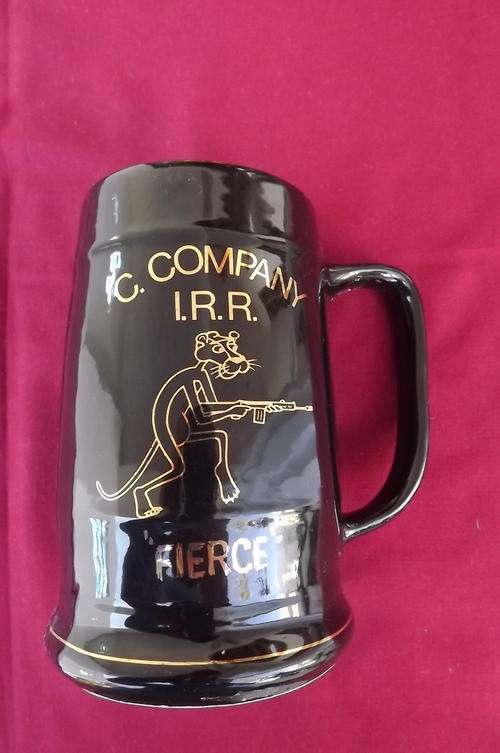 C. COMPANY
I.R.R.
"FIERCE"